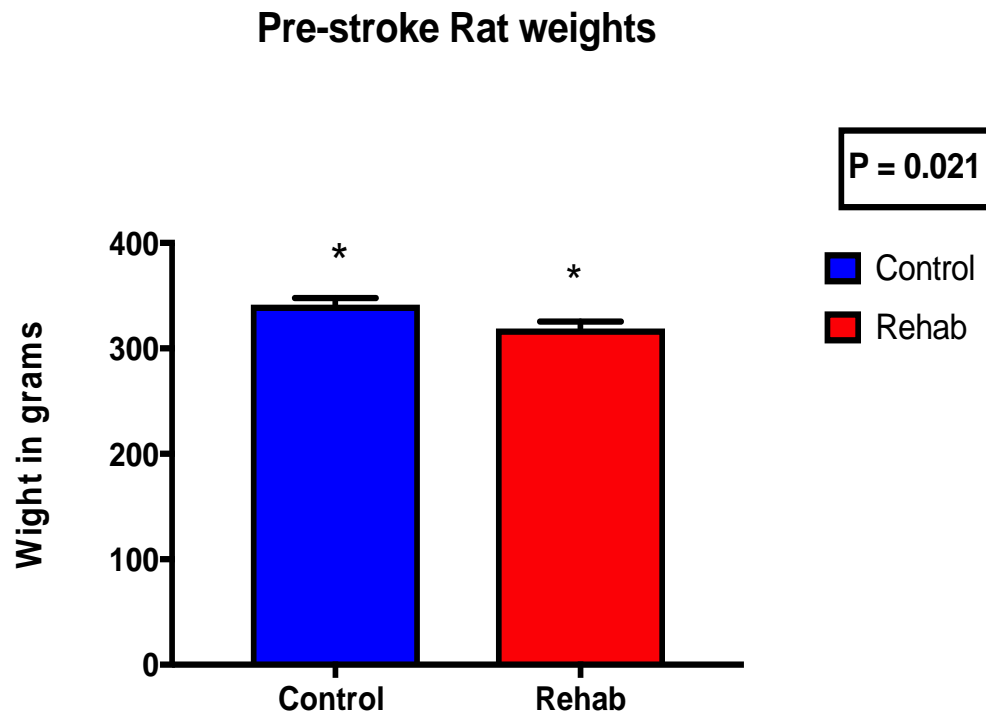 Pre-stroke Rat weights
P = 0.021
Control
Rehab
Wight in grams
400
300
200
100
0
*
*
Control
Rehab